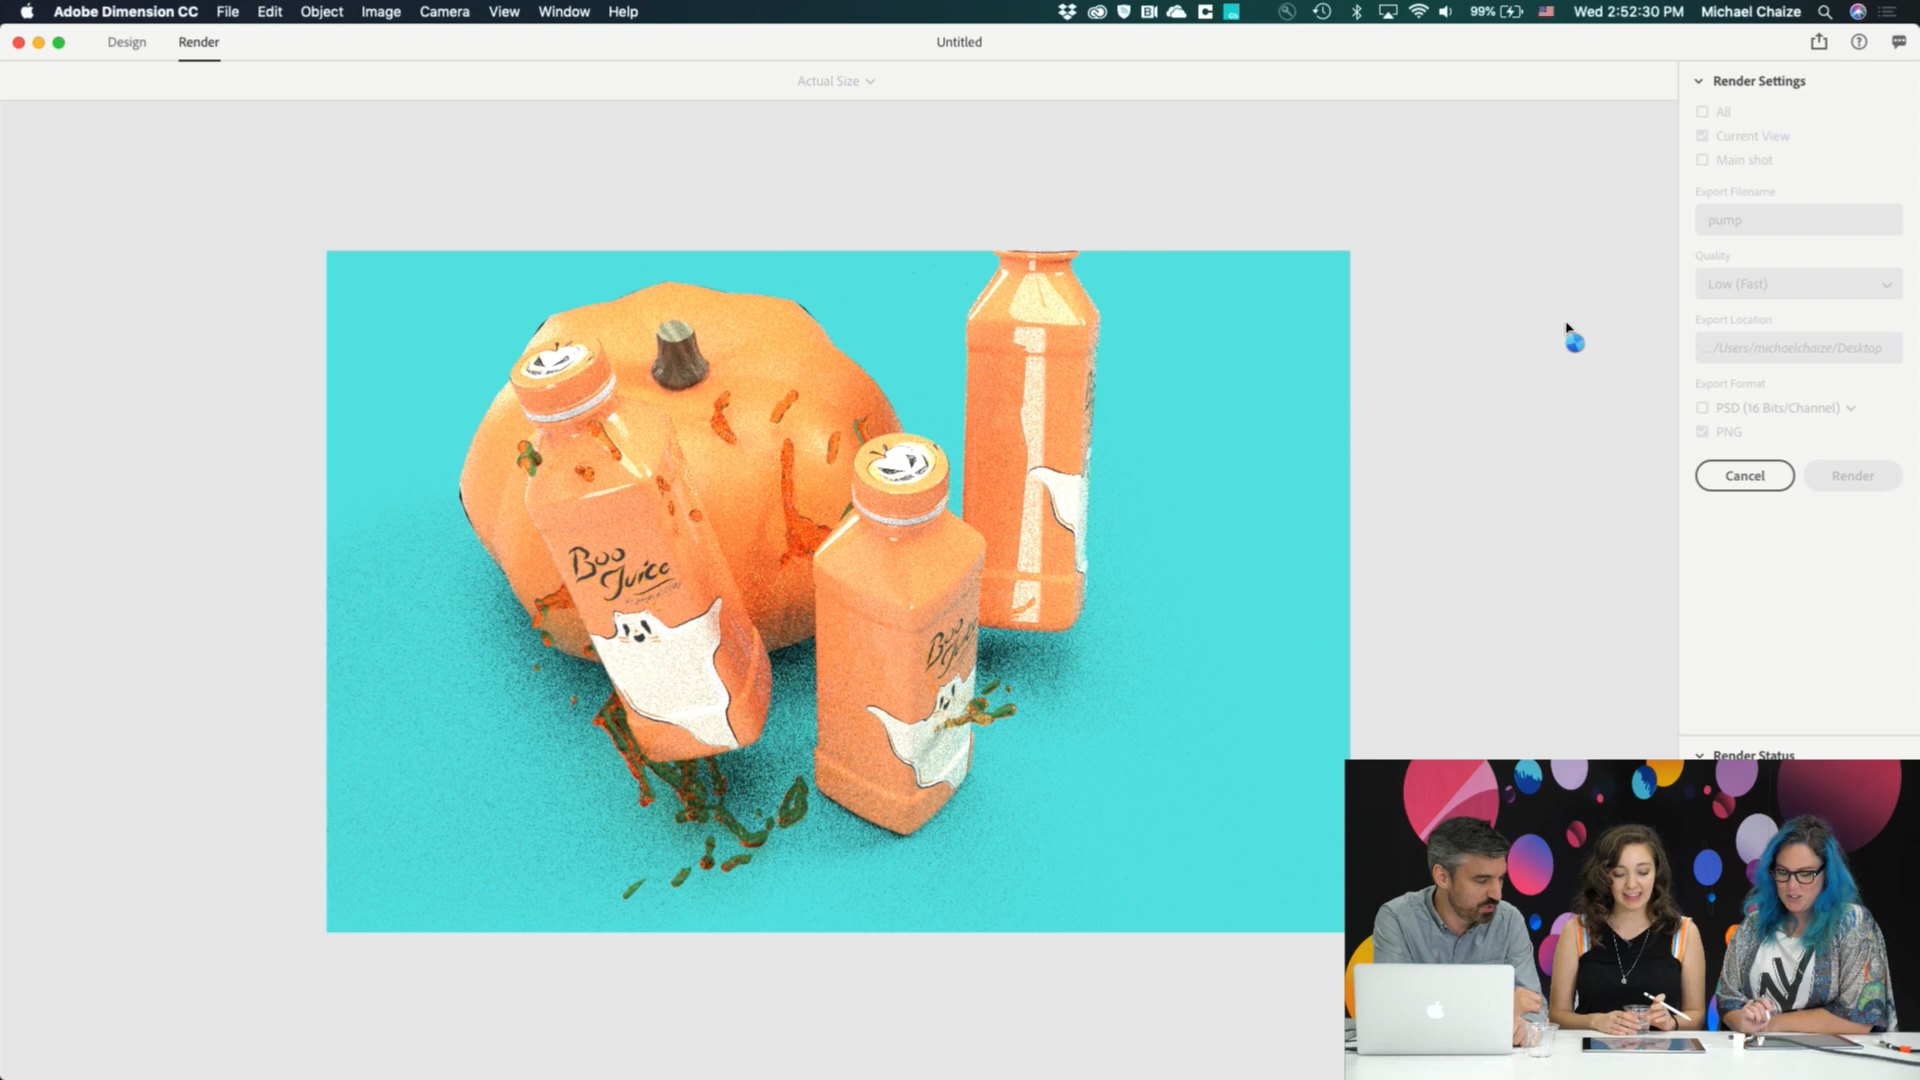 Adobe Dimension CC File Edit Object Image Camera View Window Help 99% Wed 2:52:30 PM Michael Chaize
Design Render Untitled
Actual Size
Render Settings
All
Current View
Main shot
Export Filename
pump
Quality
Low (Fast)
Export Location
.../Users/michaelchaize/Desktop
Export Format
PSD (16 Bits/Channel)
PNG
Cancel Render
Render Status
Boo
Juice
Boo